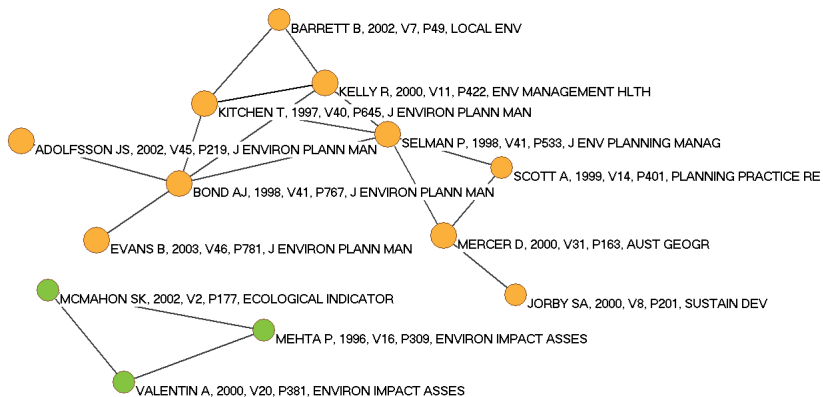 BARRETT B, 2002, V7, P49, LOCAL ENV
KELLY R, 2000, V11, P422, ENV MANAGEMENT HLTH
KITCHEN T, 1997, V40, P645, J ENVIRON PLANN MAN
SELMAN P, 1998, V41, P533, J ENV PLANNING MANAG
ADOLFSSON JS, 2002, V45, P219, J ENVIRON PLANN MAN
SCOTT A, 1999, V14, P401, PLANNING PRACTICE RE
BOND AJ, 1998, V41, P767, J ENVIRON PLANN MAN
EVANS B, 2003, V46, P781, J ENVIRON PLANN MAN
MERCER D, 2000, V31, P163, AUST GEOGR
MCMAHON SK, 2002, V2, P177, ECOLOGICAL INDICATOR
JORBY SA, 2000, V8, P201, SUSTAIN DEV
MEHTA P, 1996, V16, P309, ENVIRON IMPACT ASSES
VALENTIN A, 2000, V20, P381, ENVIRON IMPACT ASSES